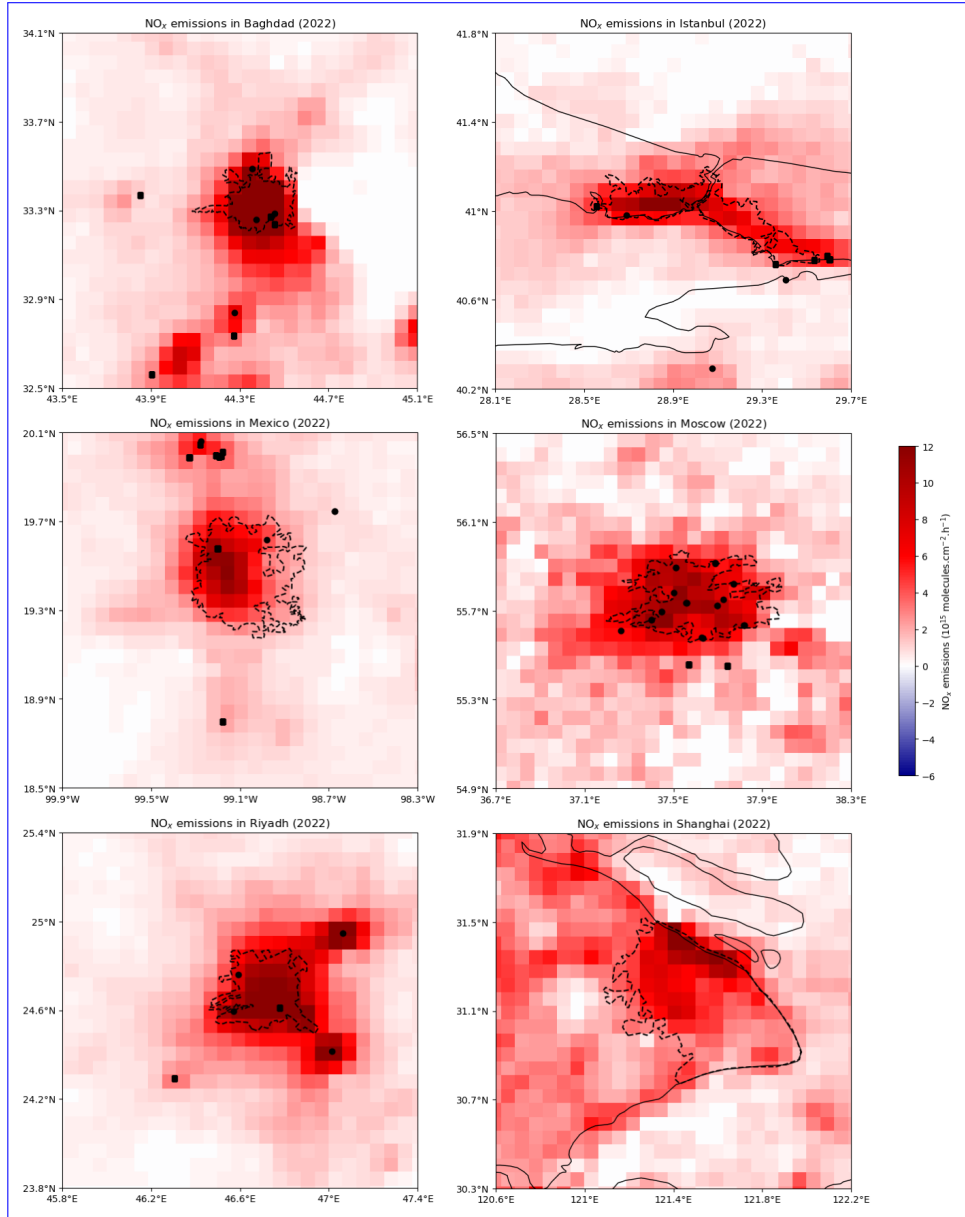 NOx emissions in Baghdad (2022)
34.1°N
33.7°N
33.3°N
32.9°N
32.5°N
43.5°E 43.9°E 44.3°E 44.7°E 45.1°E
NOx emissions in Istanbul (2022)
41.8°N
41.4°N
41°N
40.6°N
40.2°N
28.1°E 28.5°E 28.9°E 29.3°E 29.7°E
NOx emissions in Mexico (2022)
20.1°N
19.7°N
19.3°N
18.9°N
18.5°N
99.9°W 99.5°W 99.1°W 98.7°W 98.3°W
NOx emissions in Moscow (2022)
56.5°N
56.1°N
55.7°N
55.3°N
54.9°N
36.7°E 37.1°E 37.5°E 37.9°E 38.3°E
12
10
8
6
4
2
0
−2
−4
−6
NOx emissions (10¹⁵ molecules.cm⁻².h⁻¹)
NOx emissions in Riyadh (2022)
25.4°N
25°N
24.6°N
24.2°N
23.8°N
45.8°E 46.2°E 46.6°E 47°E 47.4°E
NOx emissions in Shanghai (2022)
31.9°N
31.5°N
31.1°N
30.7°N
30.3°N
120.6°E 121°E 121.4°E 121.8°E 122.2°E